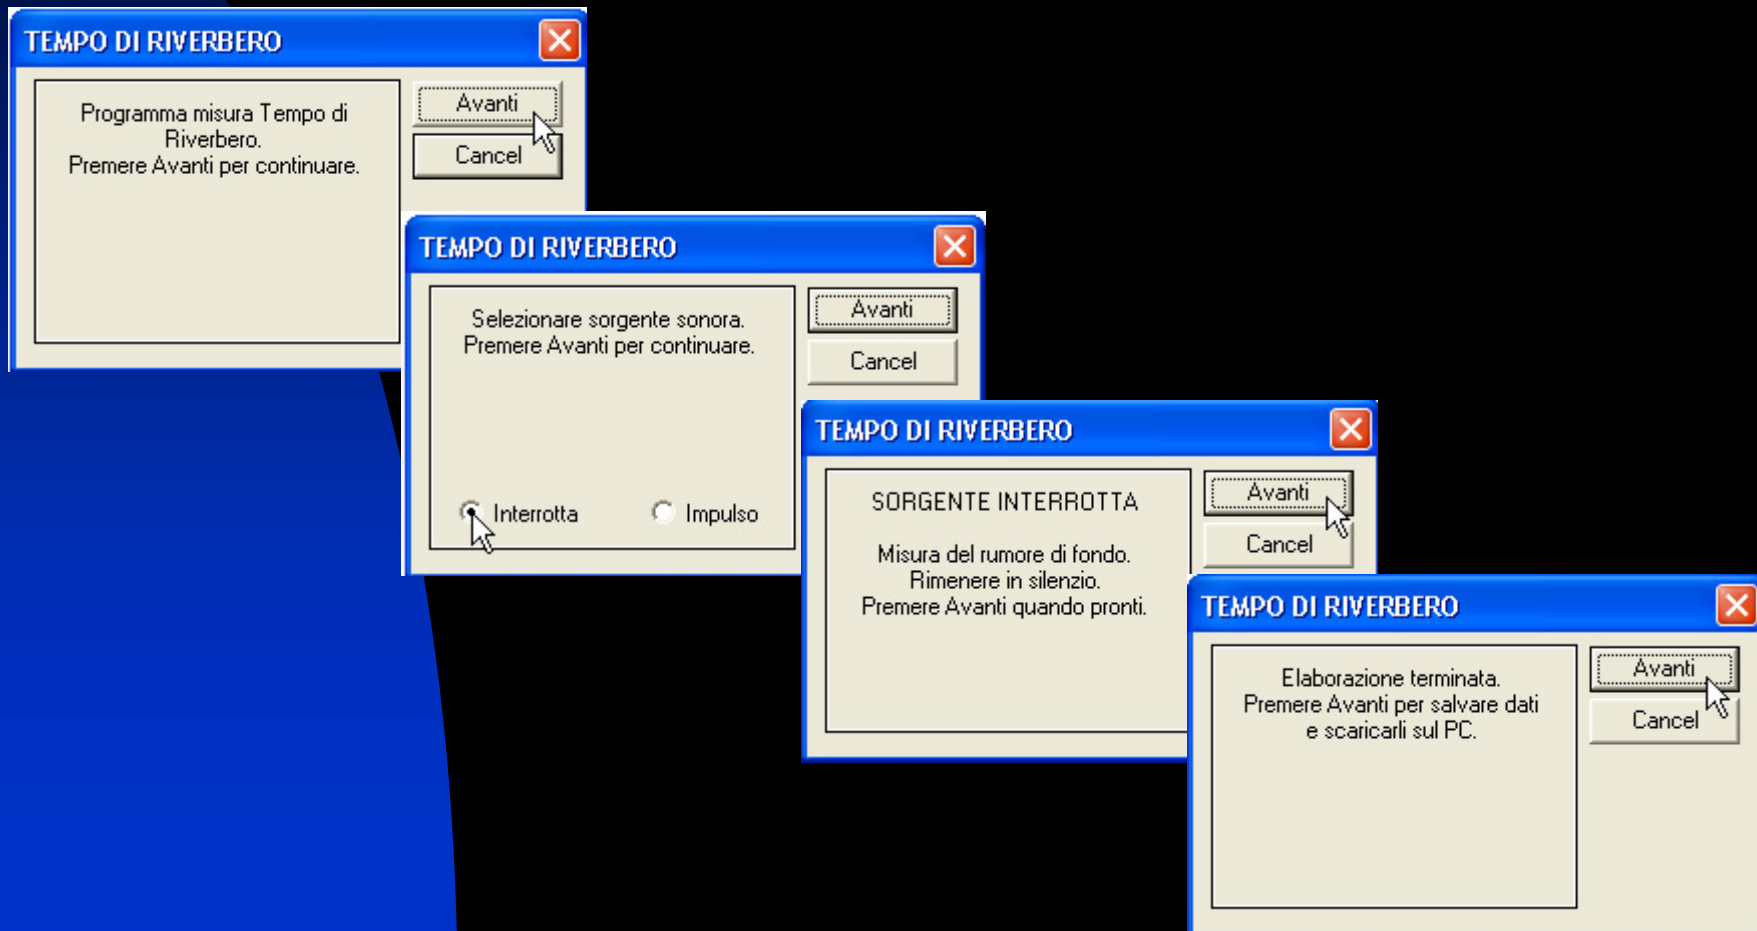 TEMPO DI RIVERBERO
Programma misura Tempo di
Riverbero.
Premere Avanti per continuare.
Avanti
Cancel
TEMPO DI RIVERBERO
Selezionare sorgente sonora.
Premere Avanti per continuare.
Interrotta
Impulso
Avanti
Cancel
TEMPO DI RIVERBERO
SORGENTE INTERROTTA
Misura del rumore di fondo.
Rimenere in silenzio.
Premere Avanti quando pronti.
Avanti
Cancel
TEMPO DI RIVERBERO
Elaborazione terminata.
Premere Avanti per salvare dati
e scaricarli sul PC.
Avanti
Cancel